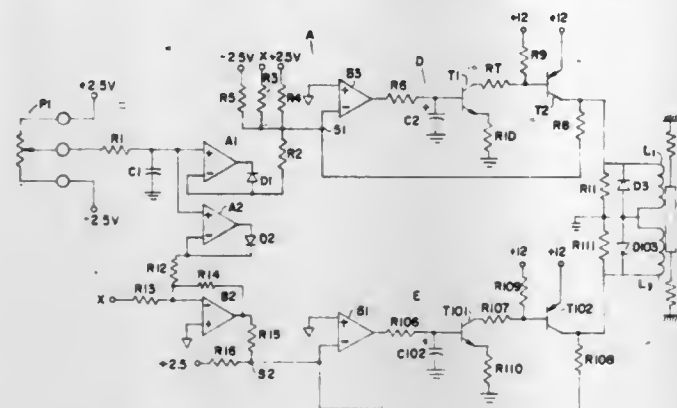 A
-2.5V X +2.5V
+12 +12
R5 R3 R4
B3 R6 D T1 R7 R9
T2
+2.5V
P1
R1
C1
A1
D1
R2
S1
C2
R10
R8
L1
R11 D3
-2.5V
A2
D2
R111 D103
+12 +12
R12 R14
R13
X
B2
R15
R16
+2.5
S2
B1
R106
E
C102
T101 R107
R109
T102
R110
R108